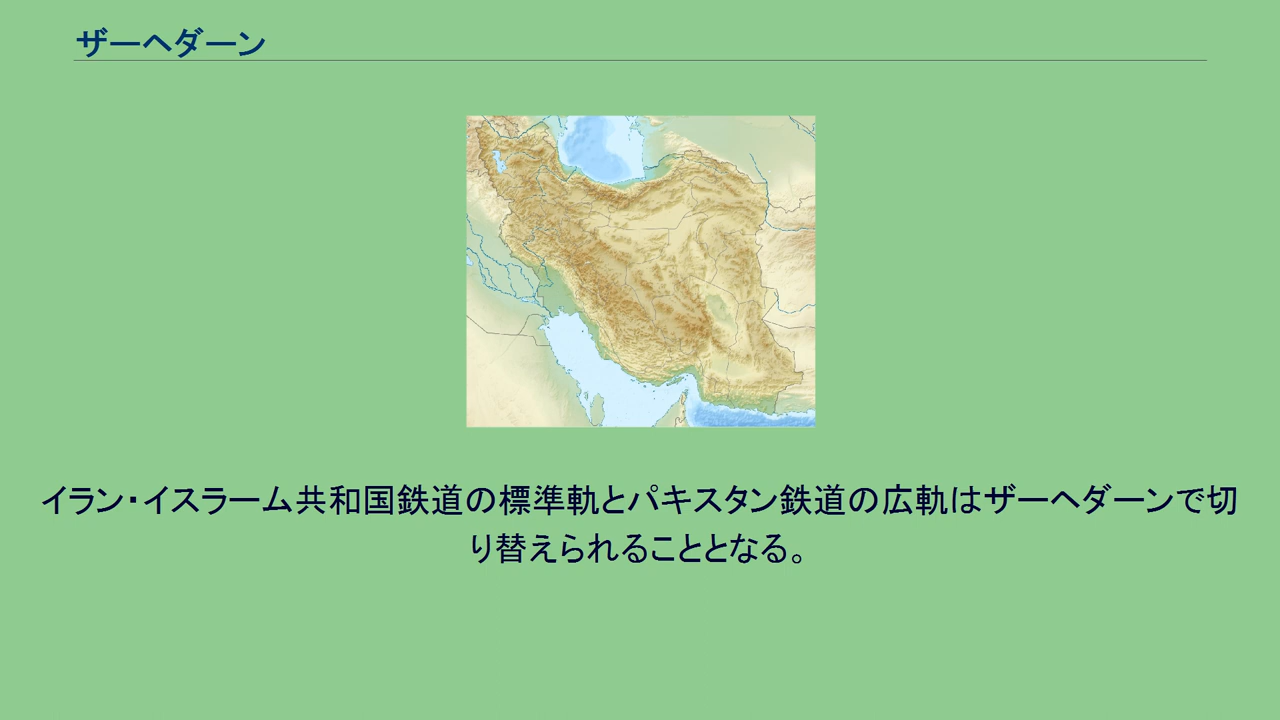 ザーヘダーン
イラン・イスラーム共和国鉄道の標準軌とパキスタン鉄道の広軌はザーヘダーンで切
り替えられることとなる。